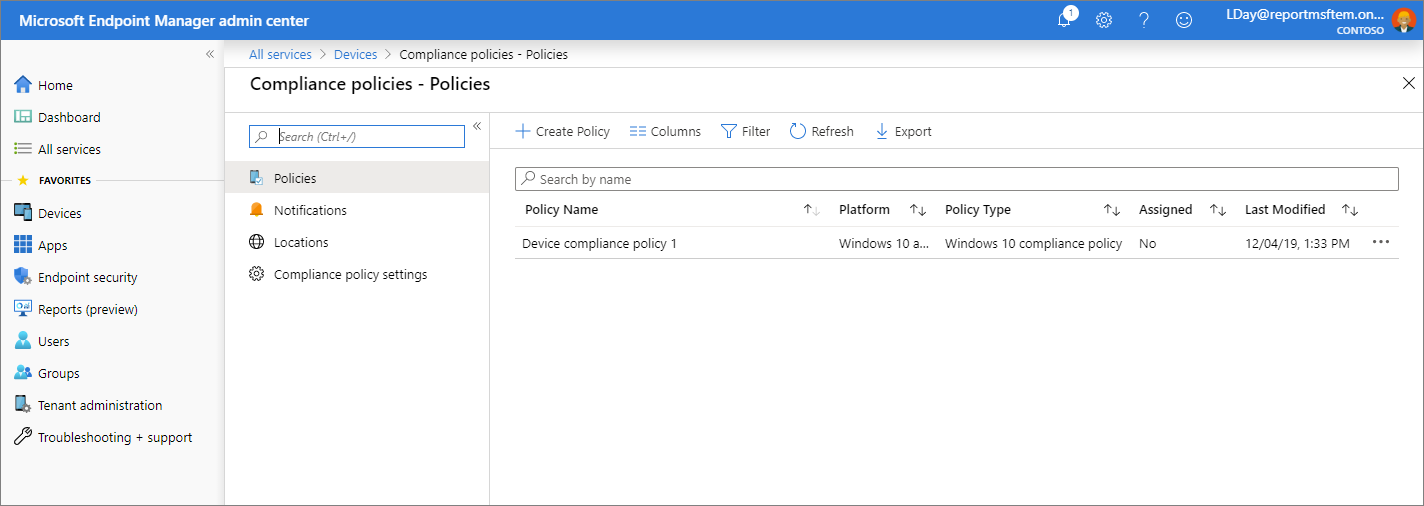 Microsoft Endpoint Manager admin center
1
LDay@reportmsftem.on...
CONTOSO
«
Home
Dashboard
All services
FAVORITES
Devices
Apps
Endpoint security
Reports (preview)
Users
Groups
Tenant administration
Troubleshooting + support
All services > Devices > Compliance policies - Policies
Compliance policies - Policies
Search (Ctrl+/)
«
Policies
Notifications
Locations
Compliance policy settings
Create Policy Columns Filter Refresh Export
Search by name
Policy Name Platform Policy Type Assigned Last Modified
Device compliance policy 1 Windows 10 a... Windows 10 compliance policy No 12/04/19, 1:33 PM ...